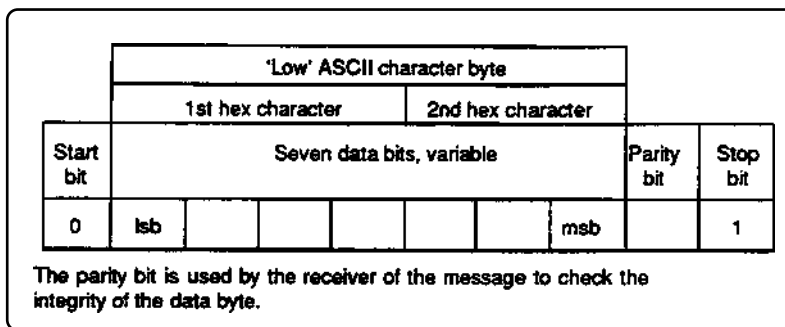 'Low' ASCII character byte
1st hex character 2nd hex character
Start bit Seven data bits, variable Parity bit Stop bit
0 lsb msb 1
The parity bit is used by the receiver of the message to check the
integrity of the data byte.